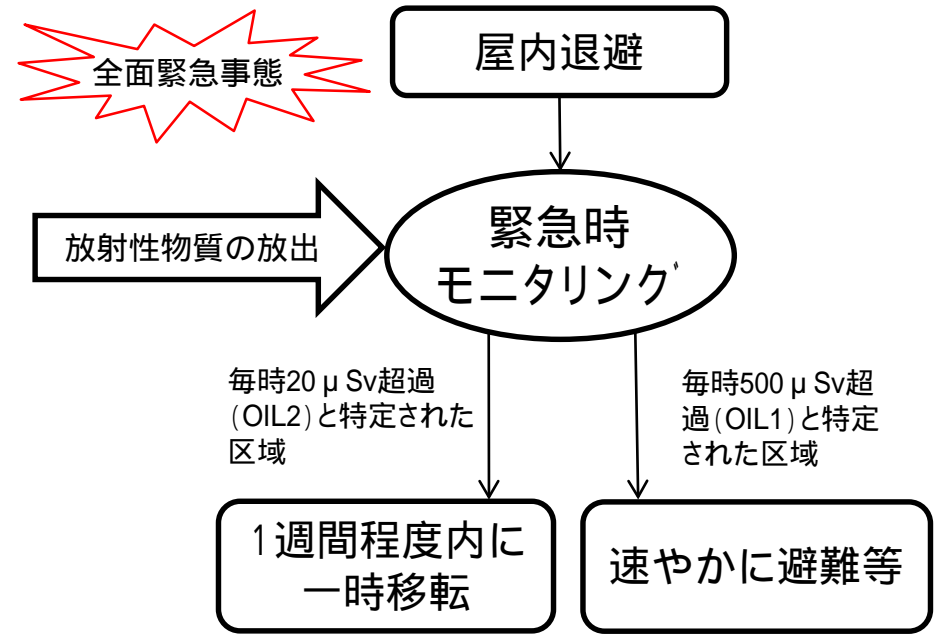 全面緊急事態
屋内退避
放射性物質の放出
緊急時
モニタリング
毎時20μSv超過
(OIL2)と特定された
区域
毎時500μSv超
過(OIL1)と特定
された区域
1週間程度内に
一時移転
速やかに避難等